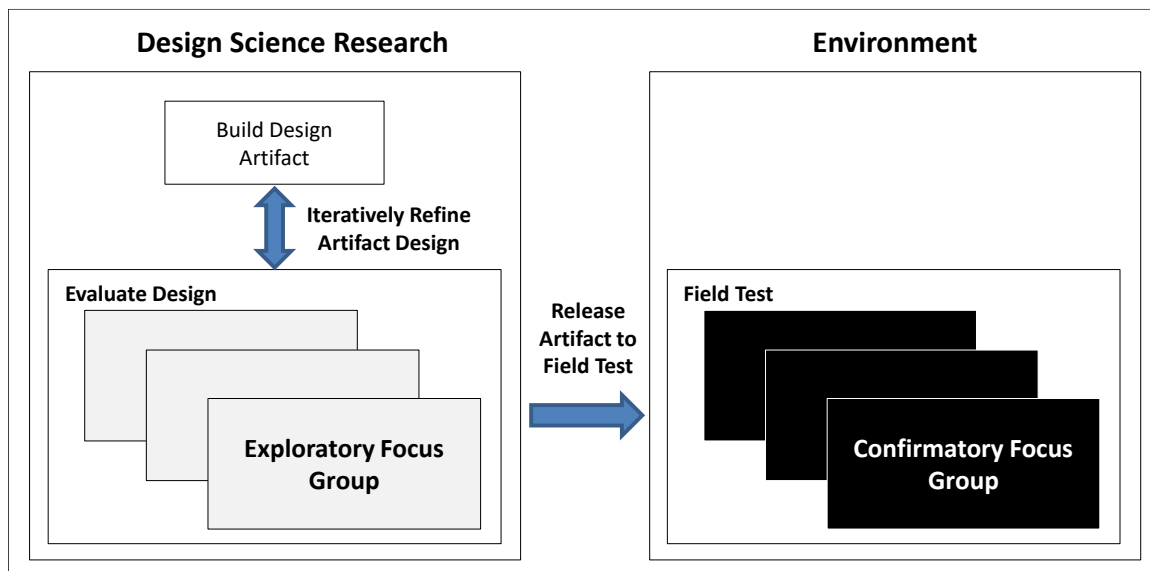 Design Science Research
Environment
Build Design
Artifact
Iteratively Refine
Artifact Design
Evaluate Design
Exploratory Focus
Group
Release
Artifact to
Field Test
Field Test
Confirmatory Focus
Group